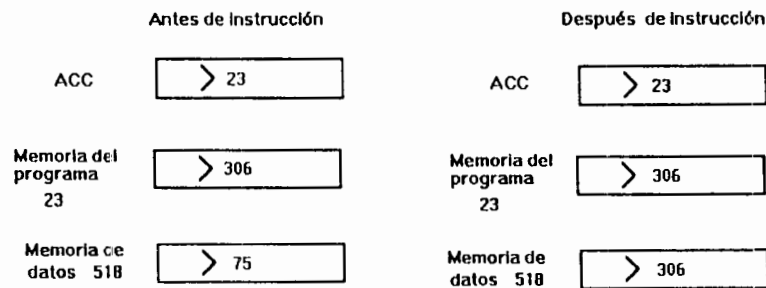 Antes de instrucción
Después de instrucción
ACC > 23
ACC > 23
Memoria del
programa > 306
23
Memoria del
programa > 306
23
Memoria de
datos 518 > 75
Memoria de
datos 518 > 306